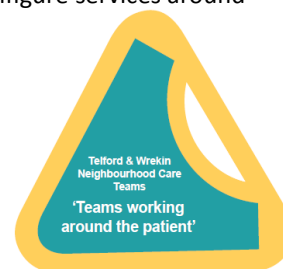 services around
Telford & Wrekin
Neighbourhood Care
Teams
‘Teams working
around the patient’